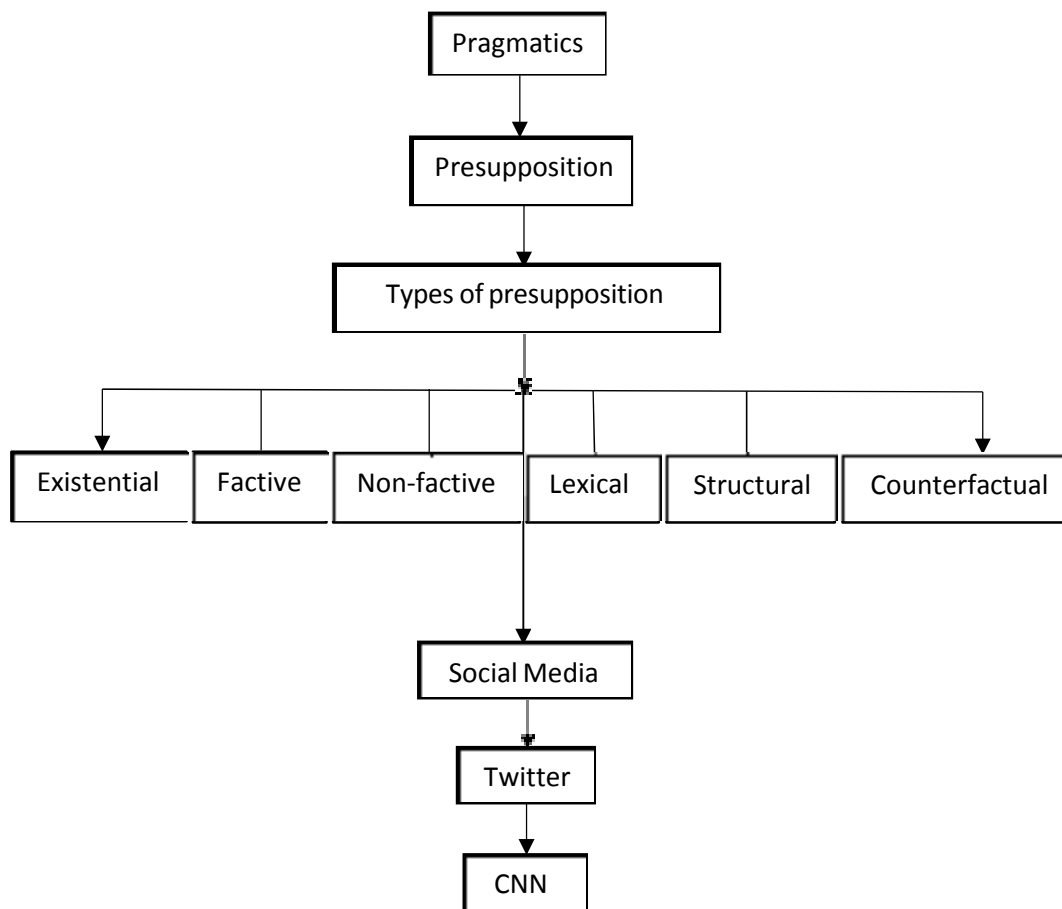 Pragmatics
Presupposition
Types of presupposition
Existential
Factive
Non-factive
Lexical
Structural
Counterfactual
Social Media
Twitter
CNN